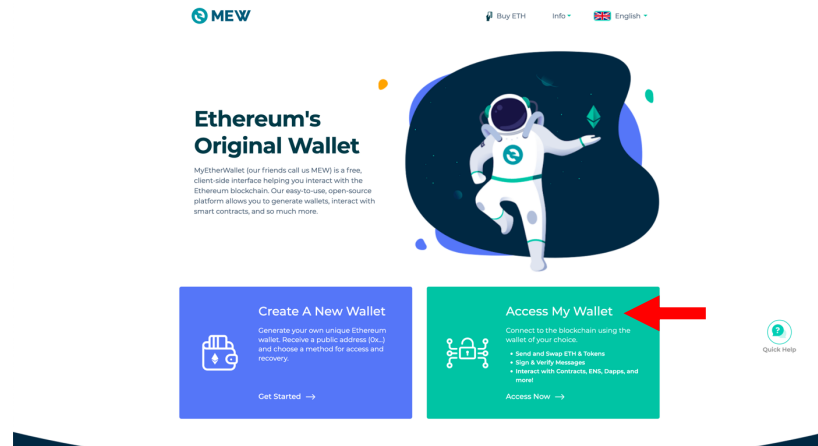 MEW
Buy ETH
Info
English
Ethereum's
Original Wallet
MyEtherWallet (our friends call us MEW) is a free,
client-side interface helping you interact with the
Ethereum blockchain. Our easy-to-use, open-source
platform allows you to generate wallets, interact with
smart contracts, and so much more.
Create A New Wallet
Generate your own unique Ethereum
wallet. Receive a public address (0x...)
and choose a method for access and
recovery.
Get Started →
Access My Wallet
Connect to the blockchain using the
wallet of your choice.
• Send and Swap ETH & Tokens
• Sign & Verify Messages
• Interact with Contracts, ENS, Dapps, and
more!
Access Now →
?
Quick Help